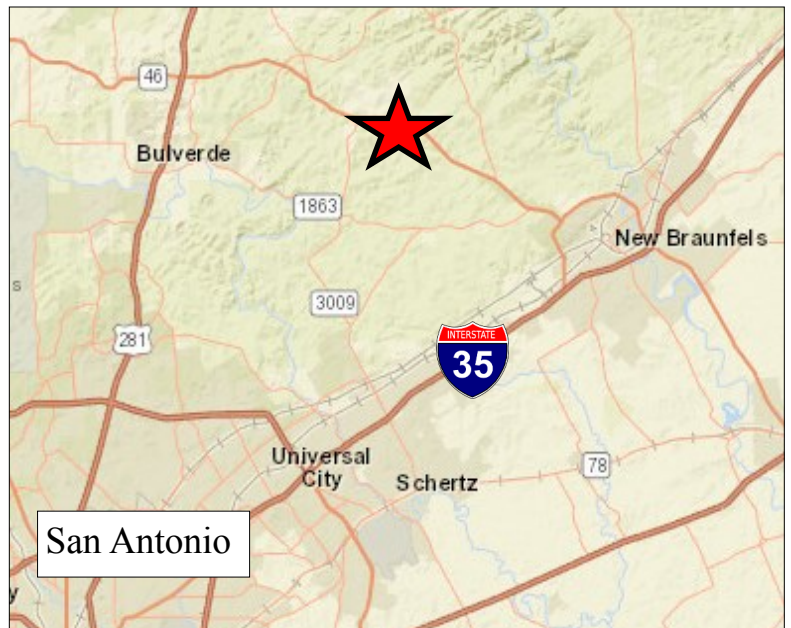 46
Bulverde
1863
New Braunfels
s
3009
281
INTERSTATE
35
Universal
City
Schertz
78
San Antonio
y